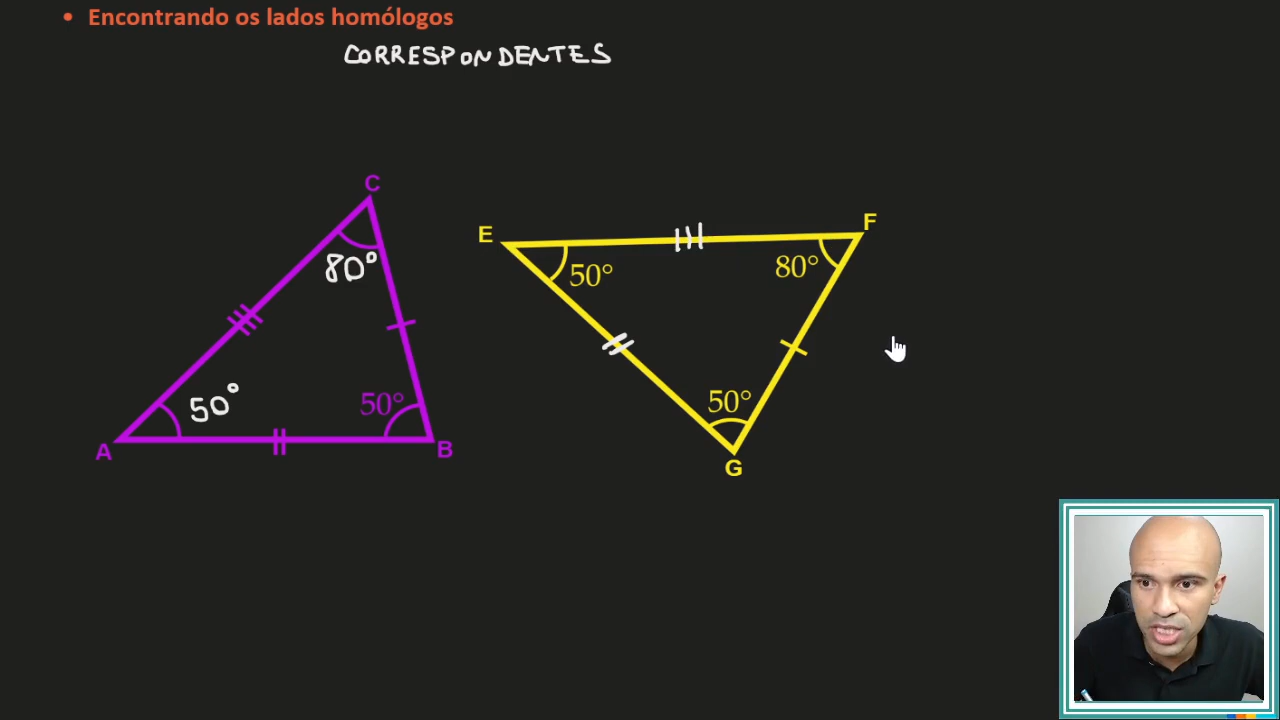 • Encontrando os lados homólogos
CORRESPONDENTES
C
80°
50°
50°
A
B
E
F
50°
80°
50°
G